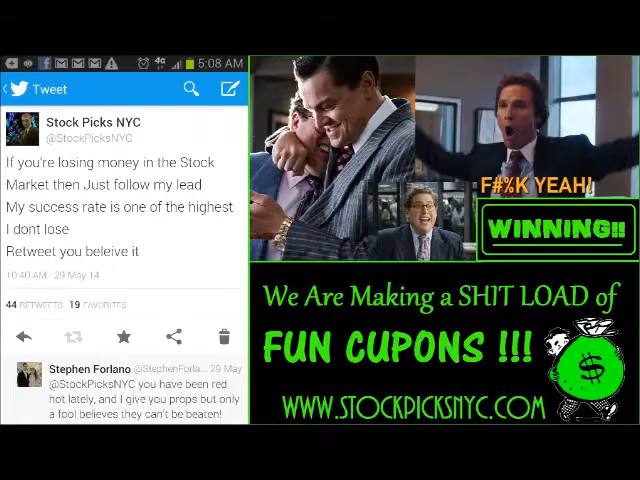 5:08 AM
Tweet
Stock Picks NYC
@StockPicksNYC
If you're losing money in the Stock
Market then Just follow my lead
My success rate is one of the highest
I dont lose
Retweet you beleive it
10:40 AM · 29 May 14
44 RETWEETS 19 FAVORITES
Stephen Forlano @StephenForla... 29 May
@StockPicksNYC you have been red
hot lately, and I give you props but only
a fool believes they can't be beaten!
F#%K YEAH!
WINNING!!
We Are Making a SHIT LOAD of
FUN CUPONS !!!
$
WWW.STOCKPICKSNYC.COM